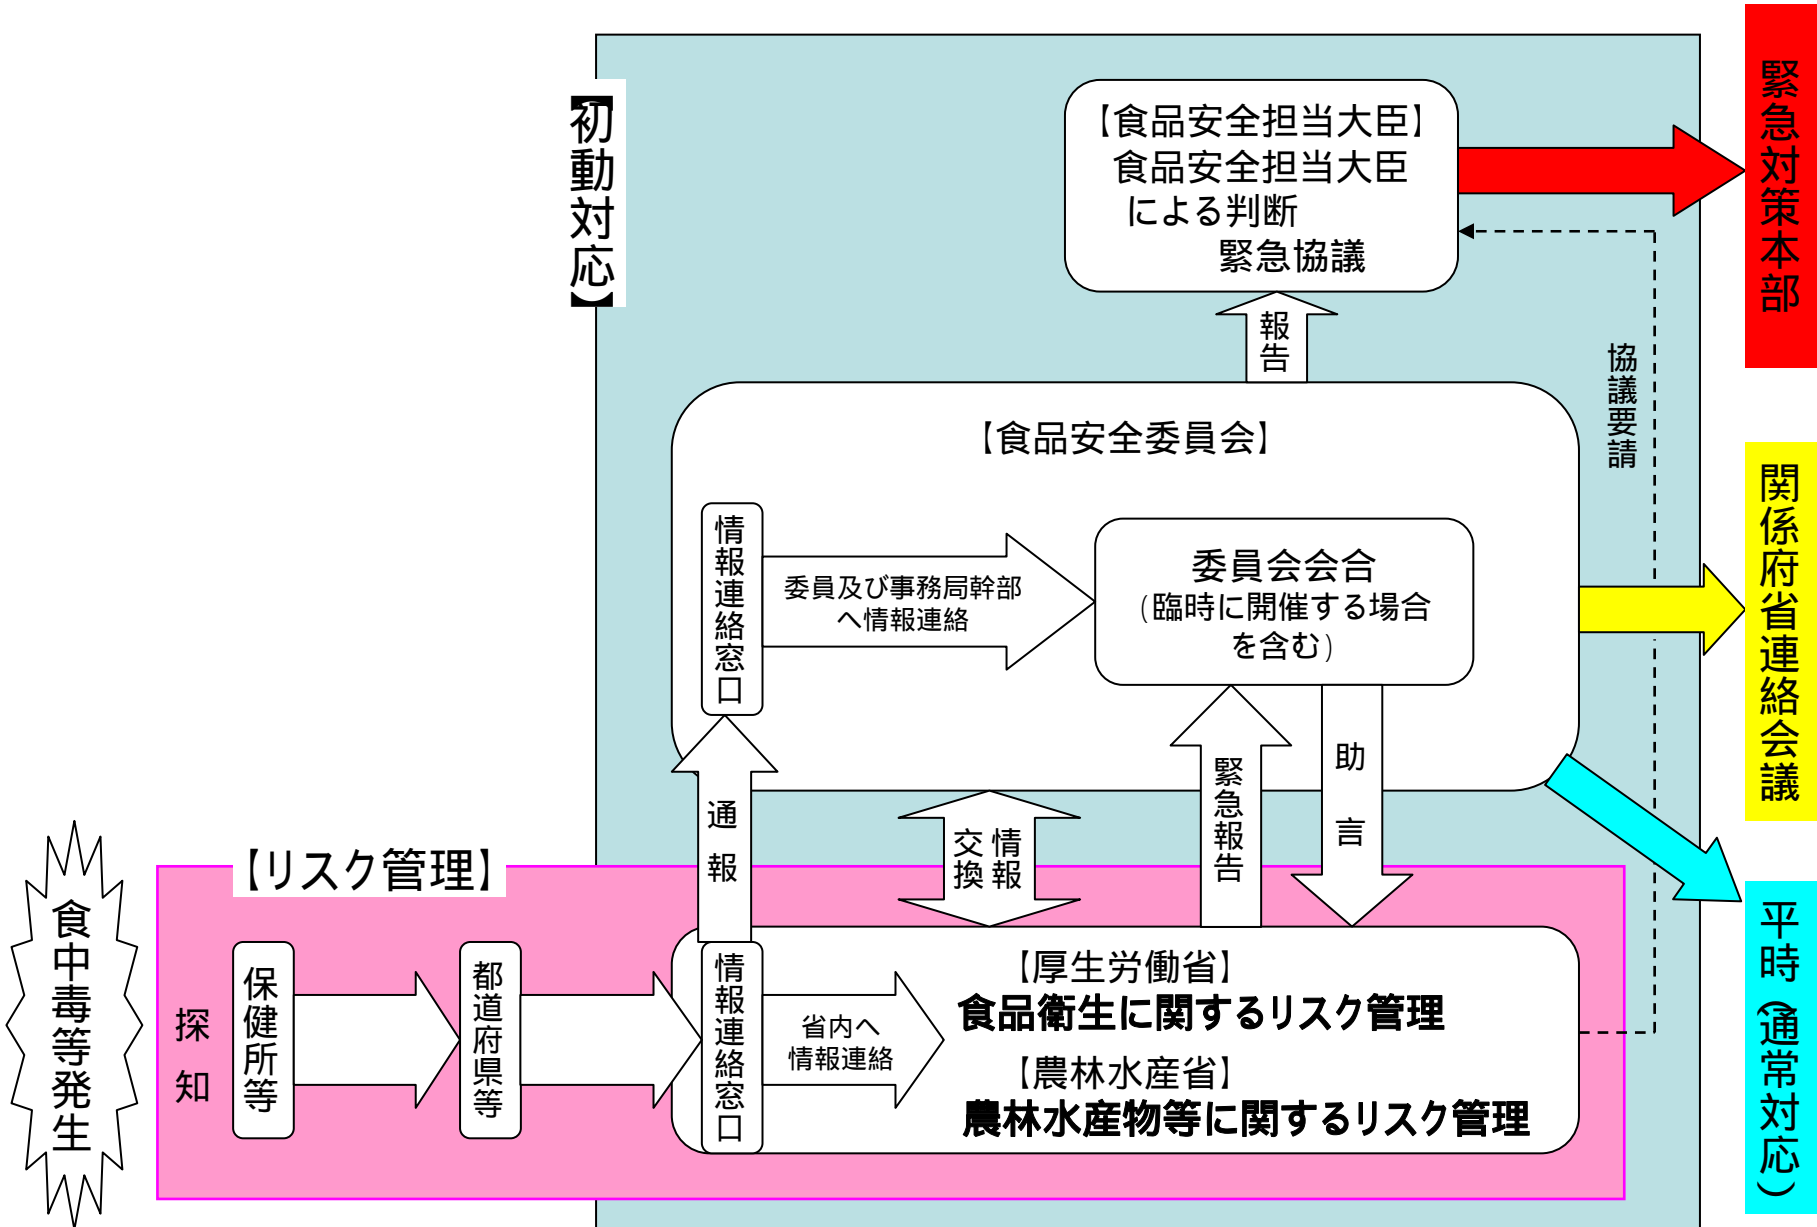 【初動対応】
【食品安全担当大臣】
食品安全担当大臣
による判断
緊急協議
緊急対策本部
報告
協議要請
【食品安全委員会】
情報連絡窓口
委員及び事務局幹部
へ情報連絡
委員会会合
(臨時に開催する場合
を含む)
関係府省連絡会議
通報
情報
交換
緊急報告
助言
平時(通常対応)
【リスク管理】
食中毒等発生
探知
保健所等
都道府県等
情報連絡窓口
省内へ
情報連絡
【厚生労働省】
食品衛生に関するリスク管理
【農林水産省】
農林水産物等に関するリスク管理